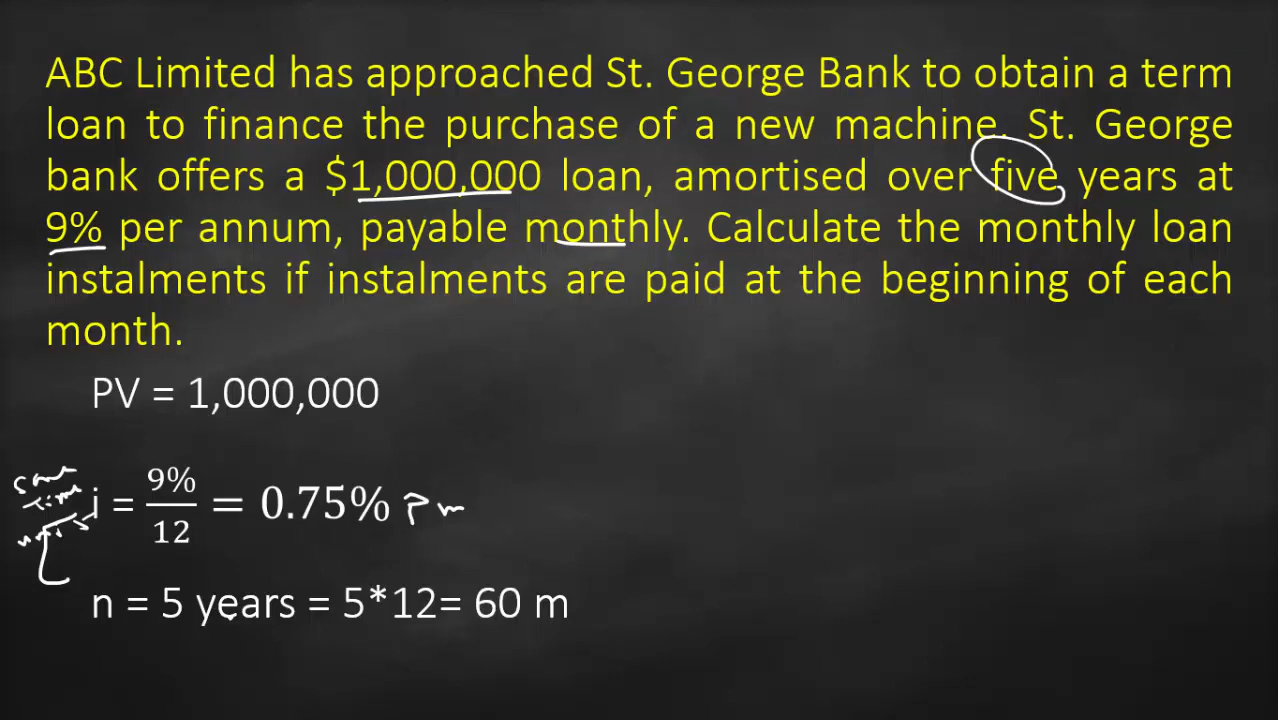 ABC Limited has approached St. George Bank to obtain a term
loan to finance the purchase of a new machine. St. George
bank offers a $1,000,000 loan, amortised over five years at
9% per annum, payable monthly. Calculate the monthly loan
instalments if instalments are paid at the beginning of each
month.
PV = 1,000,000
same
time
i = 9%/12 = 0.75% Pm
n = 5 years = 5*12= 60 m